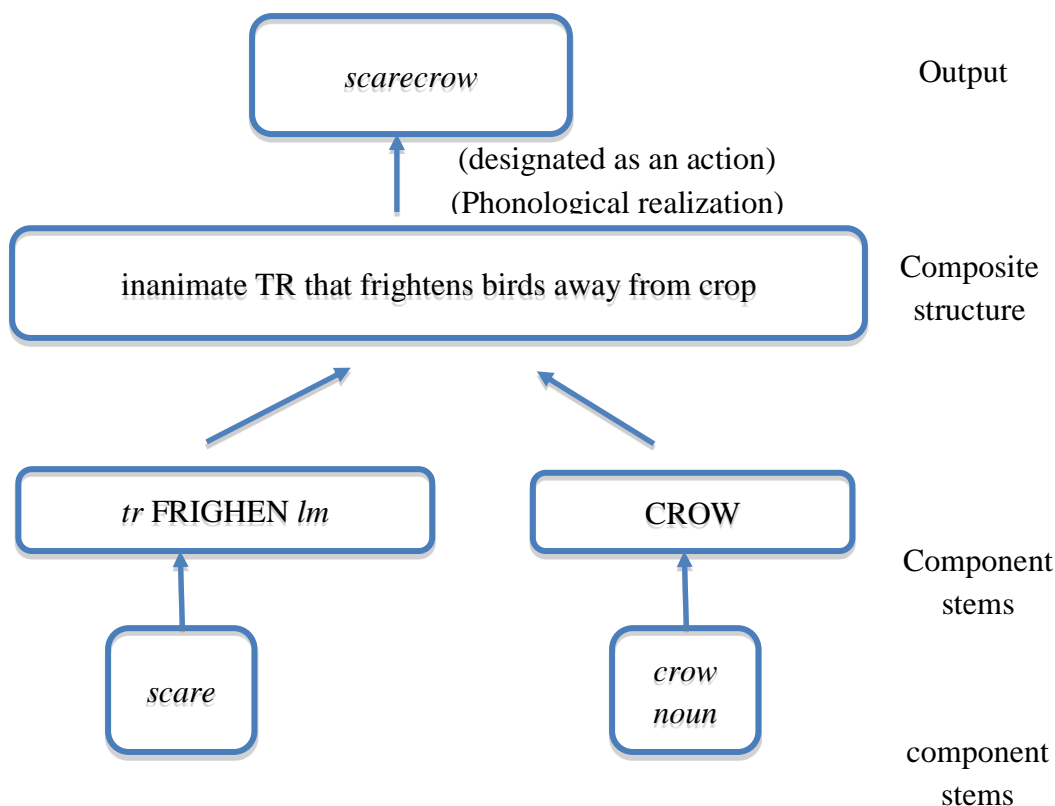 scarecrow
Output
(designated as an action)
(Phonological realization)
inanimate TR that frightens birds away from crop
Composite
structure
tr FRIGHEN lm
CROW
Component
stems
scare
crow
noun
component
stems